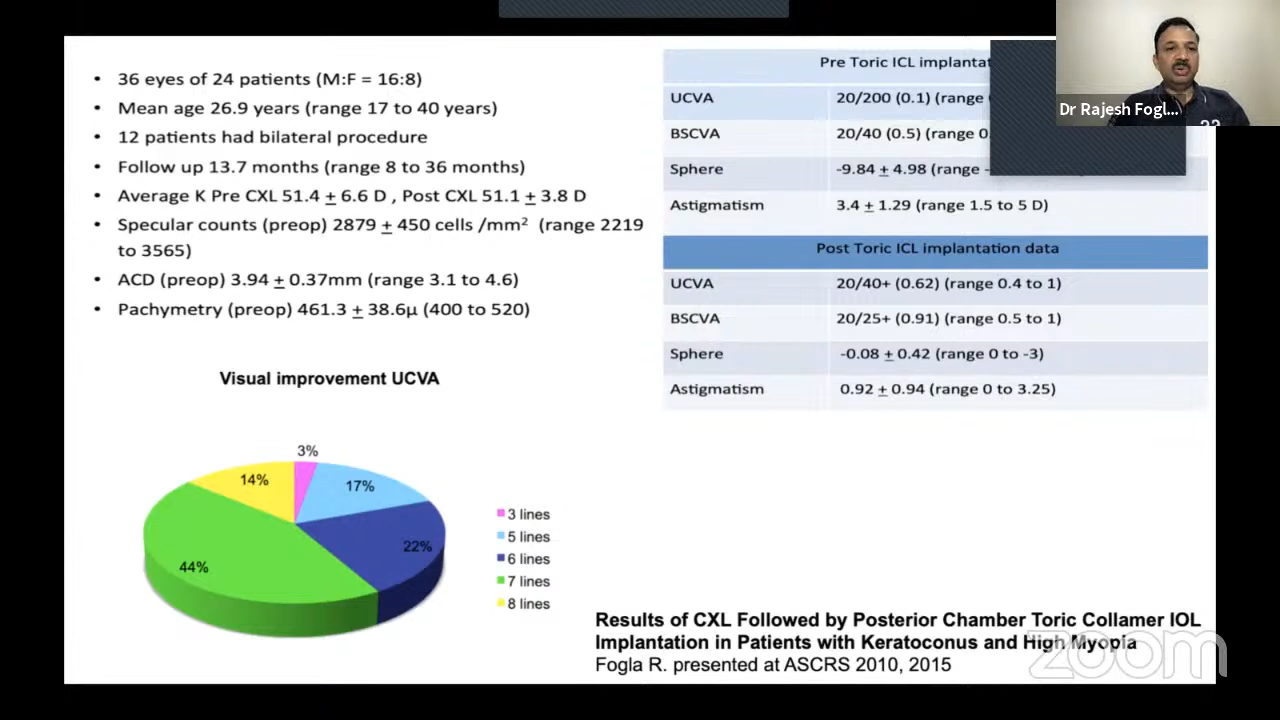 • 36 eyes of 24 patients (M:F = 16:8)
• Mean age 26.9 years (range 17 to 40 years)
• 12 patients had bilateral procedure
• Follow up 13.7 months (range 8 to 36 months)
• Average K Pre CXL 51.4 ± 6.6 D , Post CXL 51.1 ± 3.8 D
• Specular counts (preop) 2879 ± 450 cells /mm² (range 2219
to 3565)
• ACD (preop) 3.94 ± 0.37mm (range 3.1 to 4.6)
• Pachymetry (preop) 461.3 ± 38.6μ (400 to 520)
Pre Toric ICL
UCVA 20/200 (0.1) (range
BSCVA 20/40 (0.5) (range
Sphere -9.84 ± 4.98 (range -
Astigmatism 3.4 ± 1.29 (range 1.5 to 5 D)
Post Toric ICL implantation data
UCVA 20/40+ (0.62) (range 0.4 to 1)
BSCVA 20/25+ (0.91) (range 0.5 to 1)
Sphere -0.08 ± 0.42 (range 0 to -3)
Astigmatism 0.92 ± 0.94 (range 0 to 3.25)
Dr Rajesh Fogl...
Visual improvement UCVA
3%
14%
17%
22%
44%
3 lines
5 lines
6 lines
7 lines
8 lines
Results of CXL Followed by Posterior Chamber Toric Collamer IOL
Implantation in Patients with Keratoconus and High Myopia
Fogla R. presented at ASCRS 2010, 2015
zoom